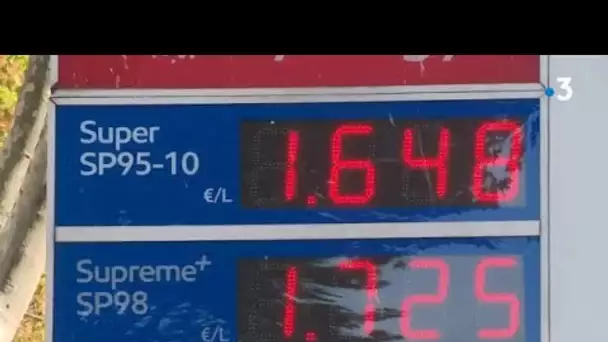 3
Super
SP95-10
€/L
1.648
Supreme+
SP98
€/L
1.725